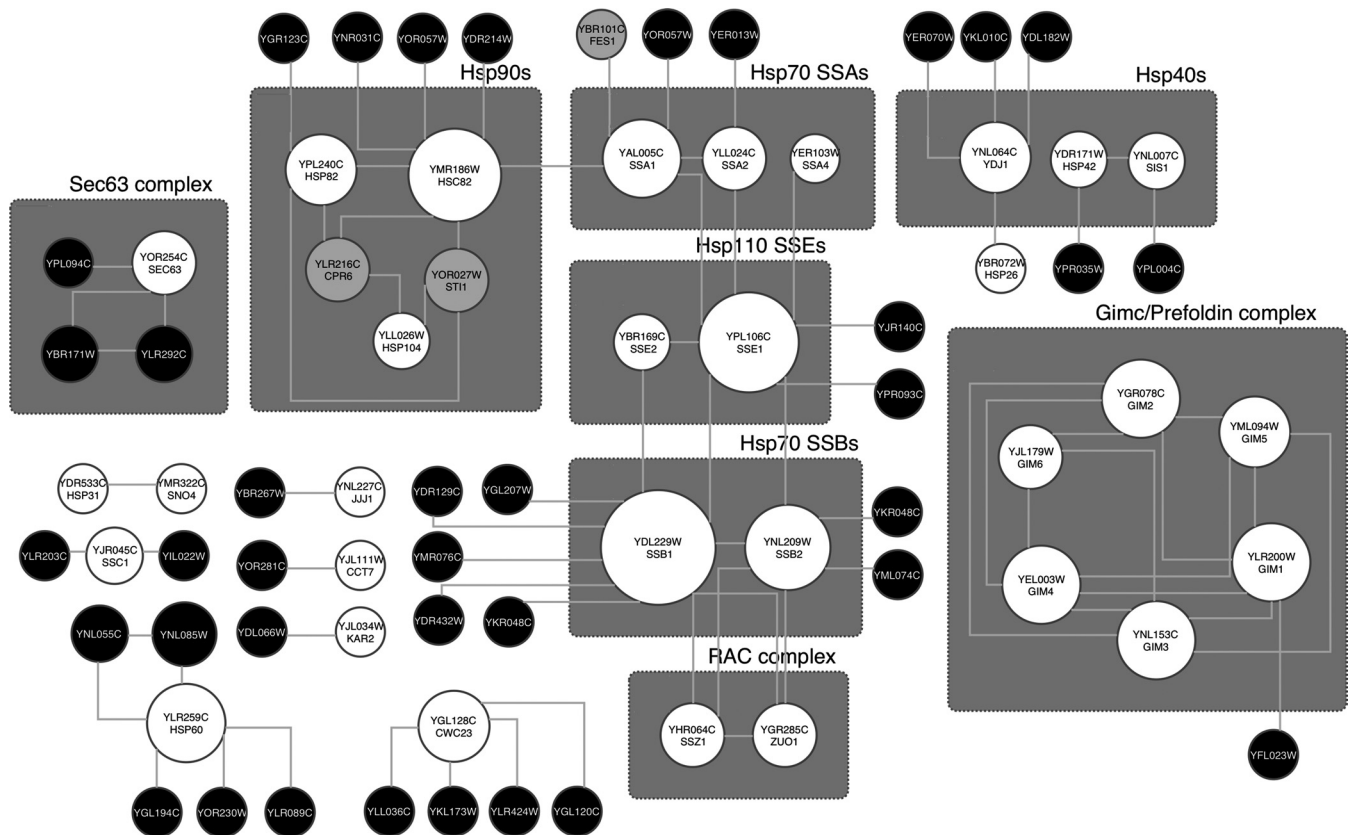 YGR123C
YNR031C
YOR057W
YDR214W
YBR101C
FES1
YOR057W
YER013W
YER070W
YKL010C
YDL182W
Hsp90s
Hsp70 SSAs
Hsp40s
YPL240C
HSP82
YMR186W
HSC82
YAL005C
SSA1
YLL024C
SSA2
YER103W
SSA4
YNL064C
YDJ1
YDR171W
HSP42
YNL007C
SIS1
Sec63 complex
YPL094C
YOR254C
SEC63
YBR171W
YLR292C
YLR216C
CPR6
YOR027W
STI1
YLL026W
HSP104
Hsp110 SSEs
YBR169C
SSE2
YPL106C
SSE1
YJR140C
YPR093C
YBR072W
HSP26
YPR035W
YPL004C
Gimc/Prefoldin complex
YGR078C
GIM2
YML094W
GIM5
YJL179W
GIM6
YLR200W
GIM1
YEL003W
GIM4
YNL153C
GIM3
YFL023W
Hsp70 SSBs
YDL229W
SSB1
YNL209W
SSB2
YDR129C
YGL207W
YMR076C
YDR432W
YKR048C
YKR048C
YML074C
YDR533C
HSP31
YMR322C
SNO4
YBR267W
YNL227C
JJJ1
YLR203C
YJR045C
SSC1
YIL022W
YOR281C
YJL111W
CCT7
YDL066W
YJL034W
KAR2
YNL055C
YNL085W
YLR259C
HSP60
YGL194C
YOR230W
YLR089C
YGL128C
CWC23
YLL036C
YKL173W
YLR424W
YGL120C
RAC complex
YHR064C
SSZ1
YGR285C
ZUO1